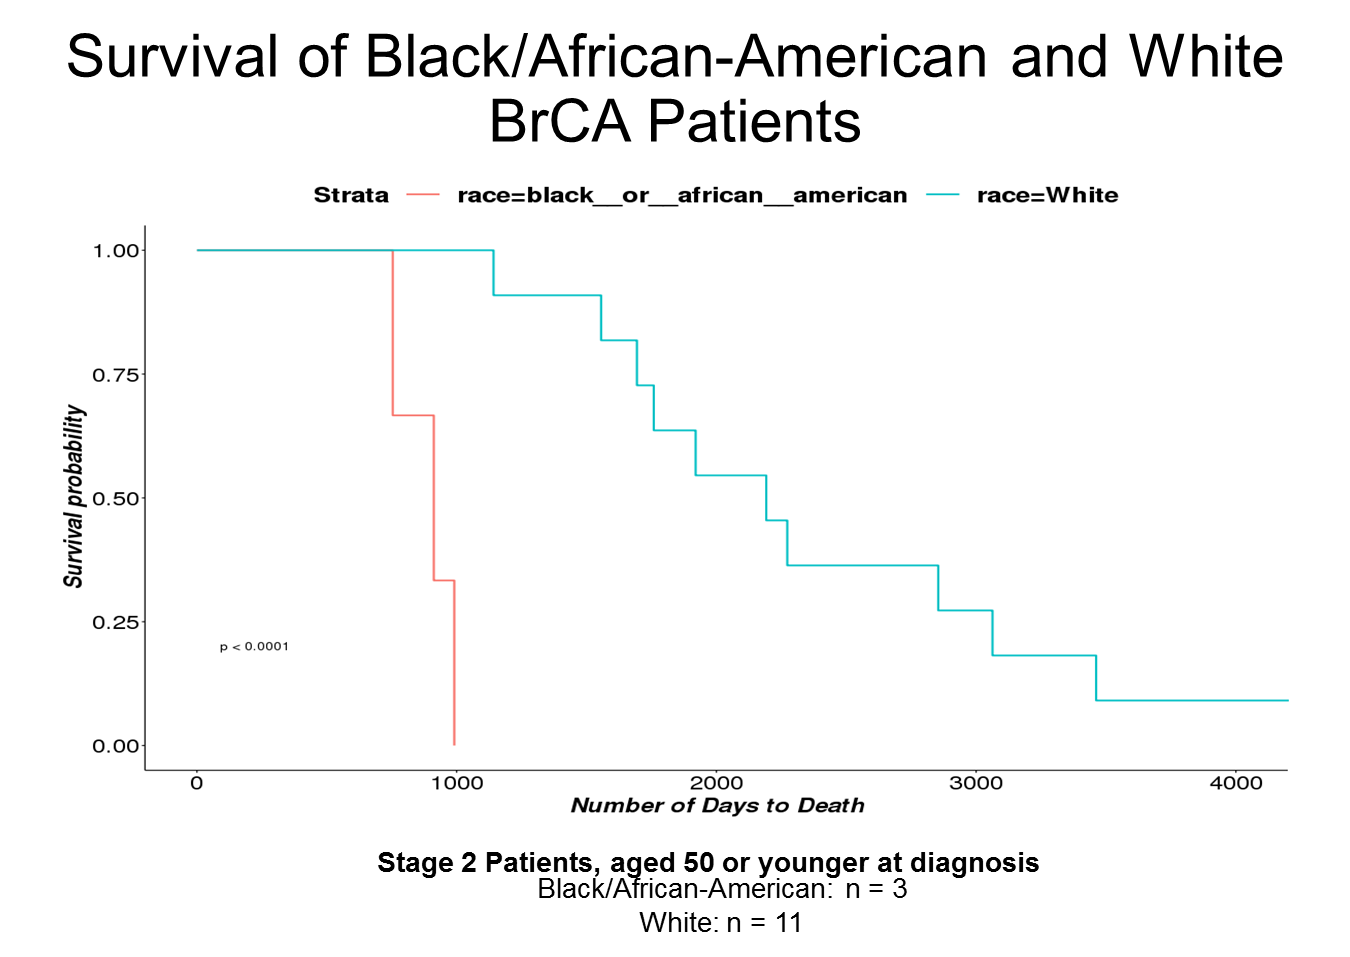 Survival of Black/African-American and White
BrCA Patients
Strata race=black__or__african__american race=White
1.00
0.75
0.50
0.25
0.00
Survival probability
p < 0.0001
0 1000 2000 3000 4000
Number of Days to Death
Stage 2 Patients, aged 50 or younger at diagnosis
Black/African-American: n = 3
White: n = 11